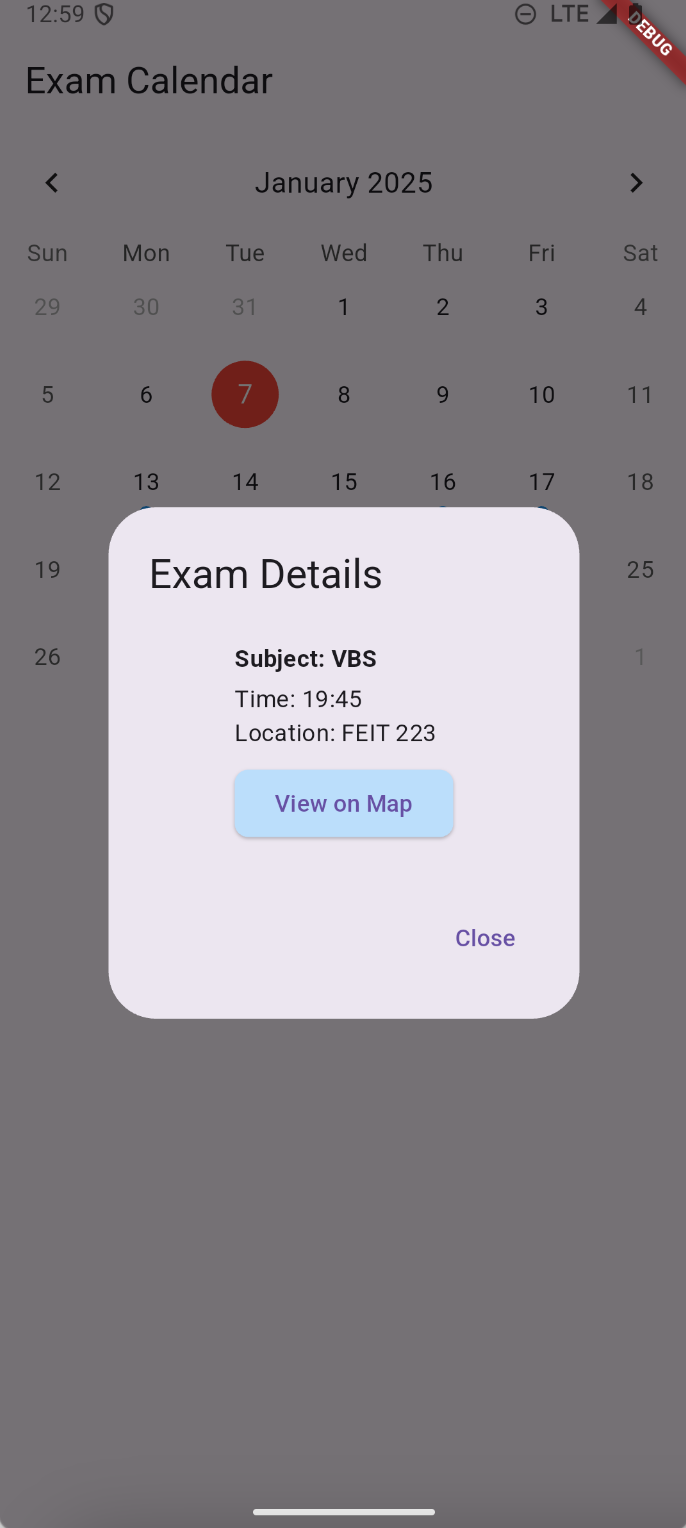 12:59 LTE DEBUG
Exam Calendar
January 2025
Sun Mon Tue Wed Thu Fri Sat
29 30 31 1 2 3 4
5 6 7 8 9 10 11
12 13 14 15 16 17 18
19 25
26 1
Exam Details
Subject: VBS
Time: 19:45
Location: FEIT 223
View on Map
Close